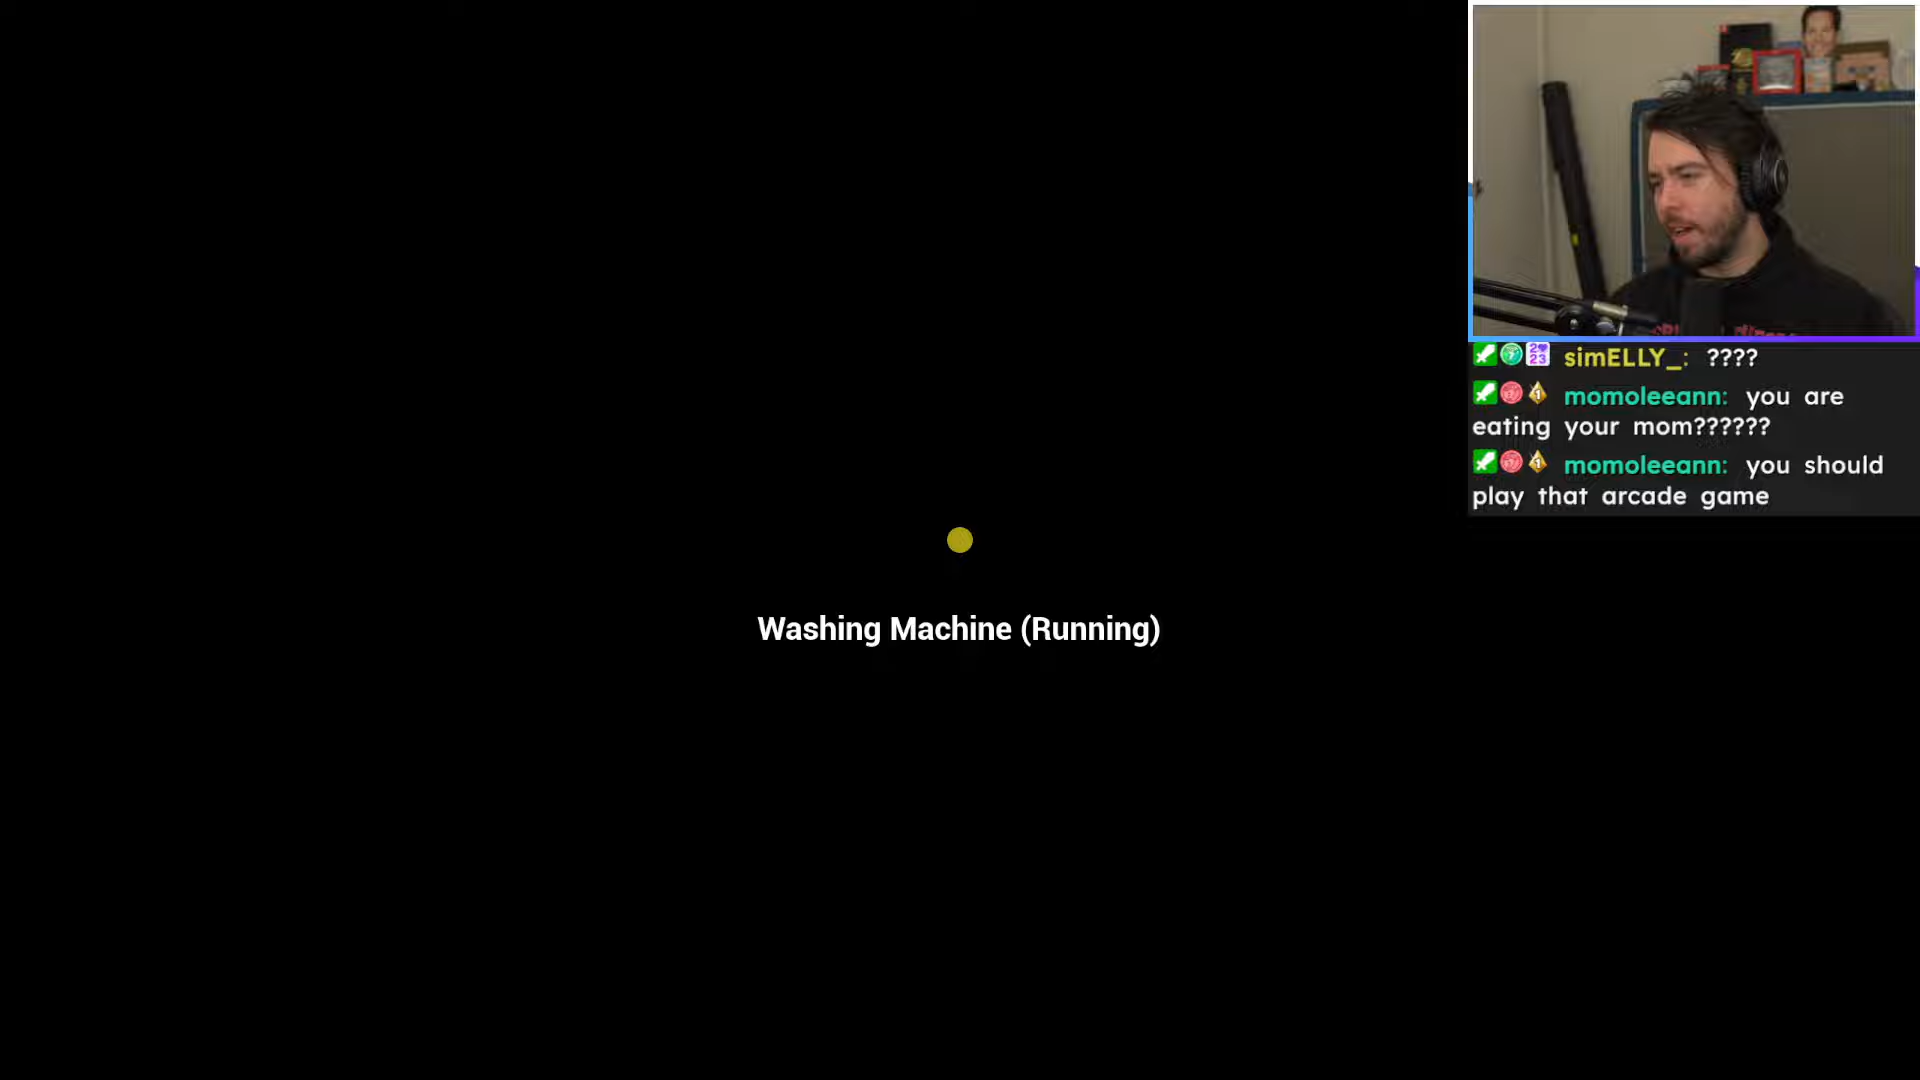 simELLY_: ????
momoleeann: you are
eating your mom??????
momoleeann: you should
play that arcade game
Washing Machine (Running)